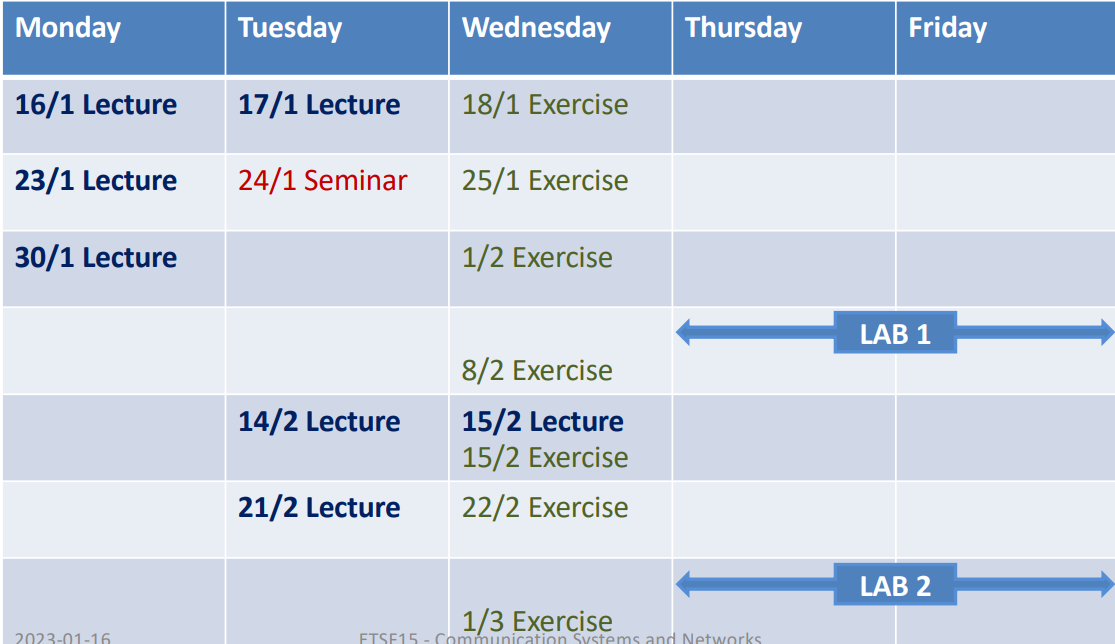 Monday Tuesday Wednesday Thursday Friday
16/1 Lecture 17/1 Lecture 18/1 Exercise
23/1 Lecture 24/1 Seminar 25/1 Exercise
30/1 Lecture 1/2 Exercise
LAB 1
8/2 Exercise
14/2 Lecture 15/2 Lecture
15/2 Exercise
21/2 Lecture 22/2 Exercise
LAB 2
1/3 Exercise
2023-01-16 ETSF15 - Communication Systems and Networks